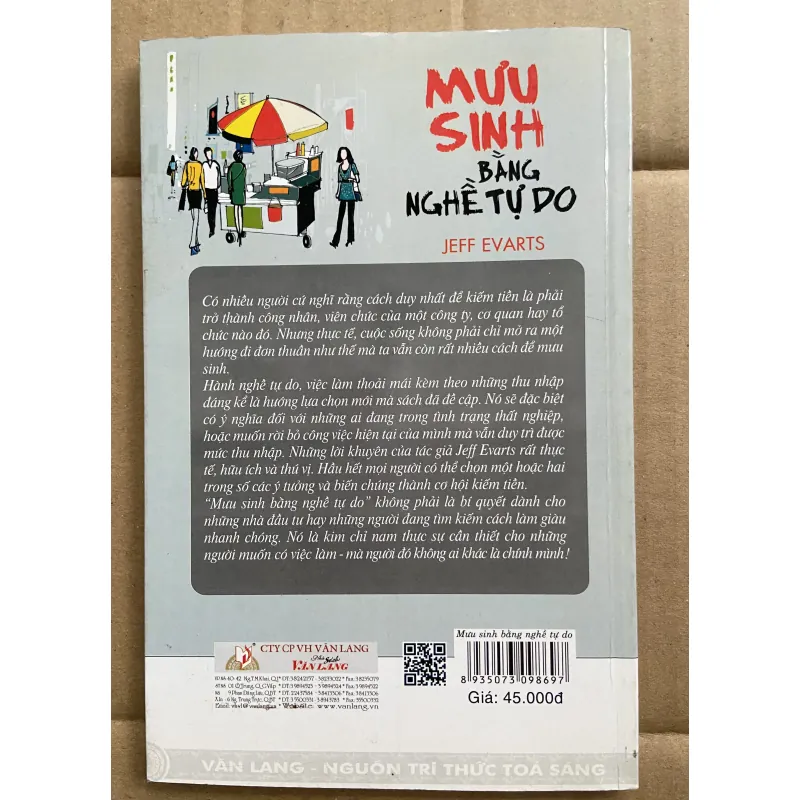 MƯU
SINH
BẰNG
NGHỀ TỰ DO
JEFF EVARTS
Có nhiều người cứ nghĩ rằng cách duy nhất để kiếm tiền là phải
trở thành công nhân, viên chức của một công ty, cơ quan hay tổ
chức nào đó. Nhưng thực tế, cuộc sống không phải chỉ mở ra một
hướng đi đơn thuần như thế mà ta vẫn còn rất nhiều cách để mưu
sinh.
Hành nghề tự do, việc làm thoải mái kèm theo những thu nhập
đáng kể là hướng lựa chọn mới mà sách đã đề cập. Nó sẽ đặc biệt
có ý nghĩa đối với những ai đang trong tình trạng thất nghiệp,
hoặc muốn rời bỏ công việc hiện tại của mình mà vẫn duy trì được
mức thu nhập. Những lời khuyên của tác giả Jeff Evarts rất thực
tế, hữu ích và thú vị. Hầu hết mọi người có thể chọn một hoặc hai
trong số các ý tưởng và biến chúng thành cơ hội kiếm tiền.
"Mưu sinh bằng nghề tự do" không phải là bí quyết dành cho
những nhà đầu tư hay những người đang tìm kiếm cách làm giàu
nhanh chóng. Nó là kim chỉ nam thực sự cần thiết cho những
người muốn có việc làm - mà người đó không ai khác là chính mình!
CTY CP VH VĂN LANG
Nhà Sách
VĂN LANG
Mưu sinh bằng nghề tự do
8 935073 098697
Giá: 45.000đ
VĂN LANG - NGUỒN TRI THỨC TOẢ SÁNG